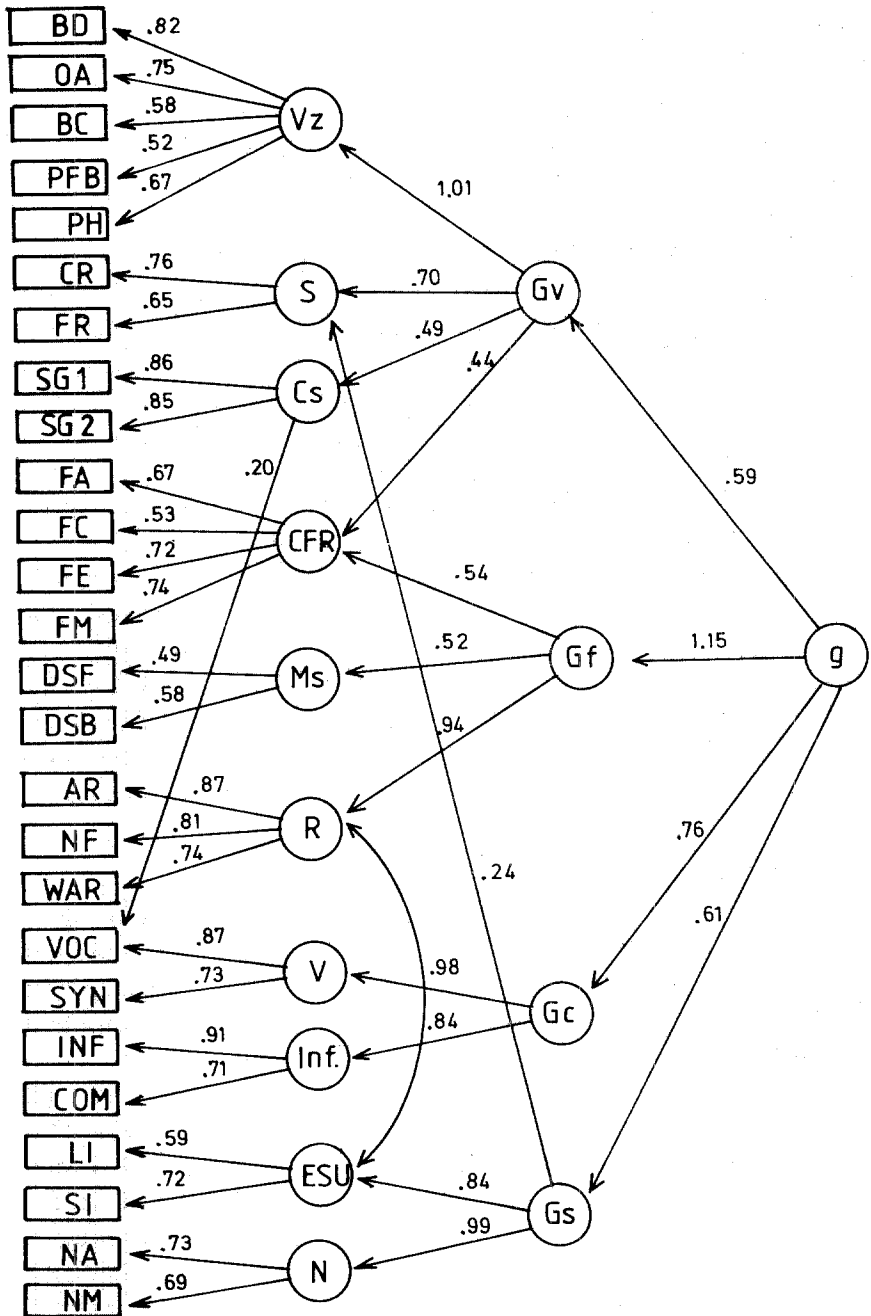 BD
.82
OA
.75
BC
.58
Vz
PFB
.52
.67
PH
1.01
CR
.76
S
.70
Gv
FR
.65
.49
.44
SG1
.86
Cs
SG2
.85
.20
FA
.67
.59
FC
.53
CFR
FE
.72
.54
FM
.74
DSF
.49
Ms
.52
Gf
1.15
g
DSB
.58
.94
AR
.87
NF
.81
R
.76
WAR
.74
.24
.61
VOC
.87
V
.98
SYN
.73
Gc
INF
.91
Inf.
.84
COM
.71
LI
.59
ESU
.84
SI
.72
Gs
NA
.73
N
.99
NM
.69